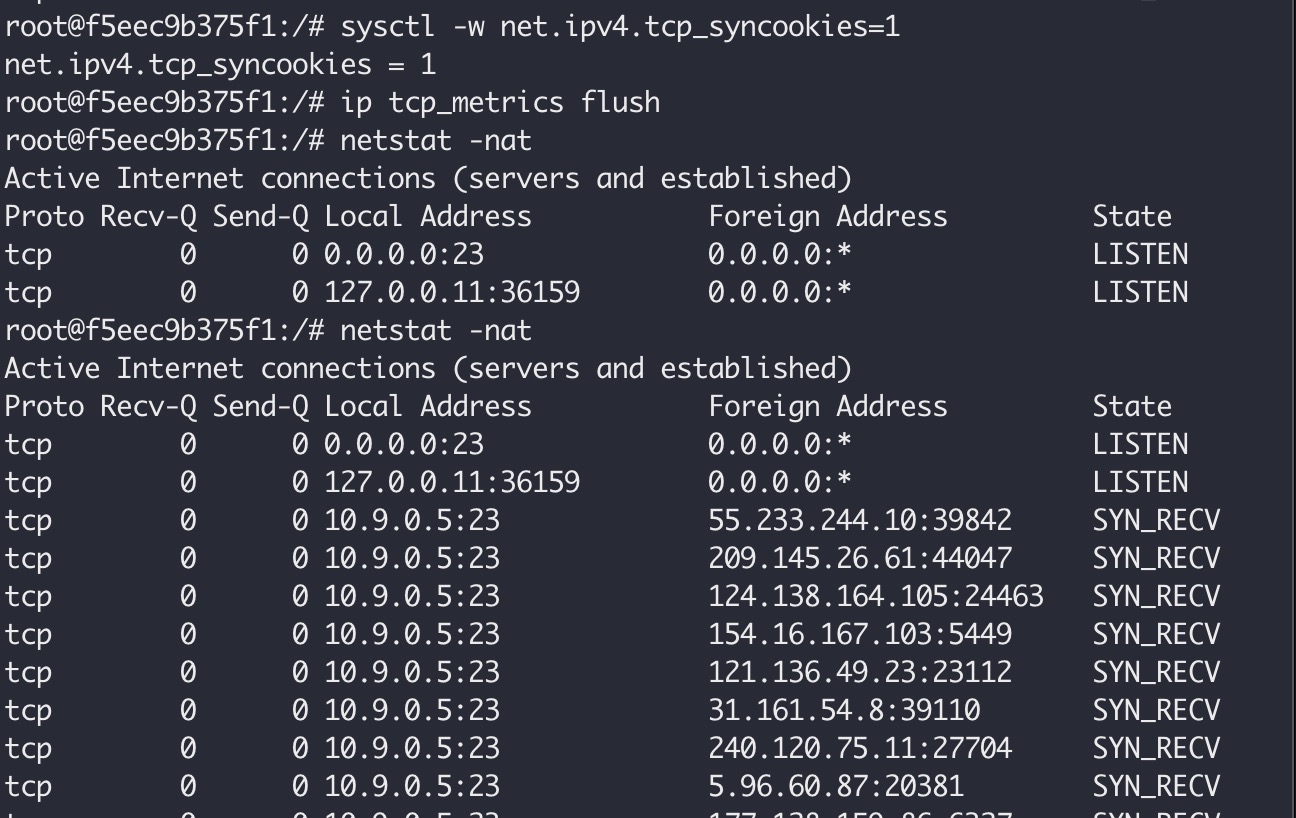 root@f5eec9b375f1:/# sysctl -w net.ipv4.tcp_syncookies=1
net.ipv4.tcp_syncookies = 1
root@f5eec9b375f1:/# ip tcp_metrics flush
root@f5eec9b375f1:/# netstat -nat
Active Internet connections (servers and established)
Proto Recv-Q Send-Q Local Address           Foreign Address         State
tcp        0      0 0.0.0.0:23              0.0.0.0:*               LISTEN
tcp        0      0 127.0.0.11:36159        0.0.0.0:*               LISTEN
root@f5eec9b375f1:/# netstat -nat
Active Internet connections (servers and established)
Proto Recv-Q Send-Q Local Address           Foreign Address         State
tcp        0      0 0.0.0.0:23              0.0.0.0:*               LISTEN
tcp        0      0 127.0.0.11:36159        0.0.0.0:*               LISTEN
tcp        0      0 10.9.0.5:23             55.233.244.10:39842     SYN_RECV
tcp        0      0 10.9.0.5:23             209.145.26.61:44047     SYN_RECV
tcp        0      0 10.9.0.5:23             124.138.164.105:24463   SYN_RECV
tcp        0      0 10.9.0.5:23             154.16.167.103:5449     SYN_RECV
tcp        0      0 10.9.0.5:23             121.136.49.23:23112     SYN_RECV
tcp        0      0 10.9.0.5:23             31.161.54.8:39110       SYN_RECV
tcp        0      0 10.9.0.5:23             240.120.75.11:27704     SYN_RECV
tcp        0      0 10.9.0.5:23             5.96.60.87:20381        SYN_RECV